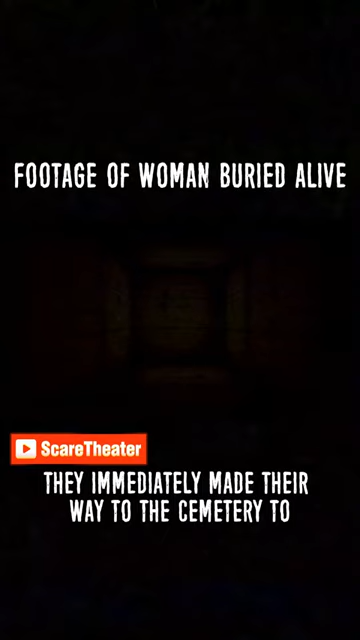 FOOTAGE OF WOMAN BURIED ALIVE
ScareTheater
THEY IMMEDIATELY MADE THEIR
WAY TO THE CEMETERY TO